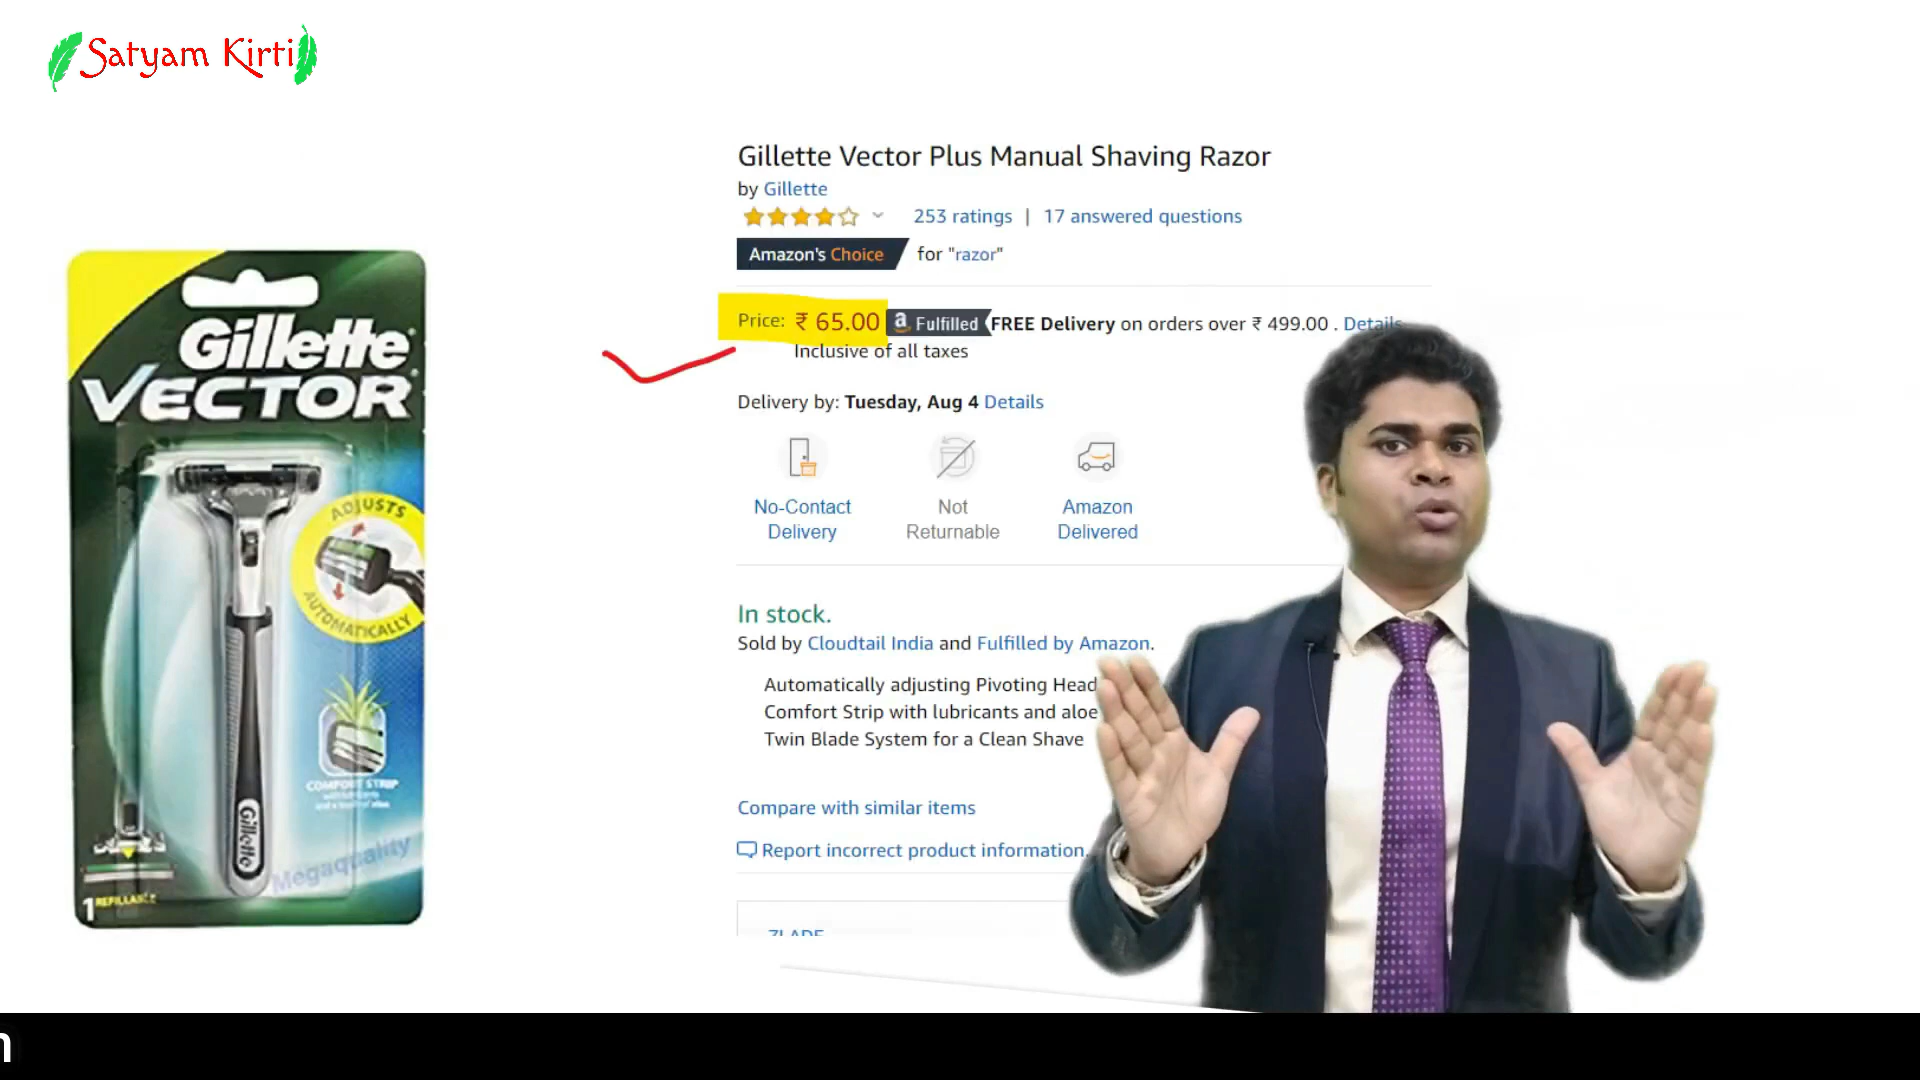 Satyam Kirti
Gillette
VECTOR
ADJUSTS
AUTOMATICALLY
COMFORT STRIP
Gillette
Megaquality
1 REFILLABLE
Gillette Vector Plus Manual Shaving Razor
by Gillette
253 ratings | 17 answered questions
Amazon's Choice for "razor"
Price: ₹ 65.00 a Fulfilled FREE Delivery on orders over ₹ 499.00 . Details
Inclusive of all taxes
Delivery by: Tuesday, Aug 4 Details
No-Contact Delivery
Not Returnable
Amazon Delivered
In stock.
Sold by Cloudtail India and Fulfilled by Amazon.
Automatically adjusting Pivoting Head
Comfort Strip with lubricants and aloe
Twin Blade System for a Clean Shave
Compare with similar items
Report incorrect product information.